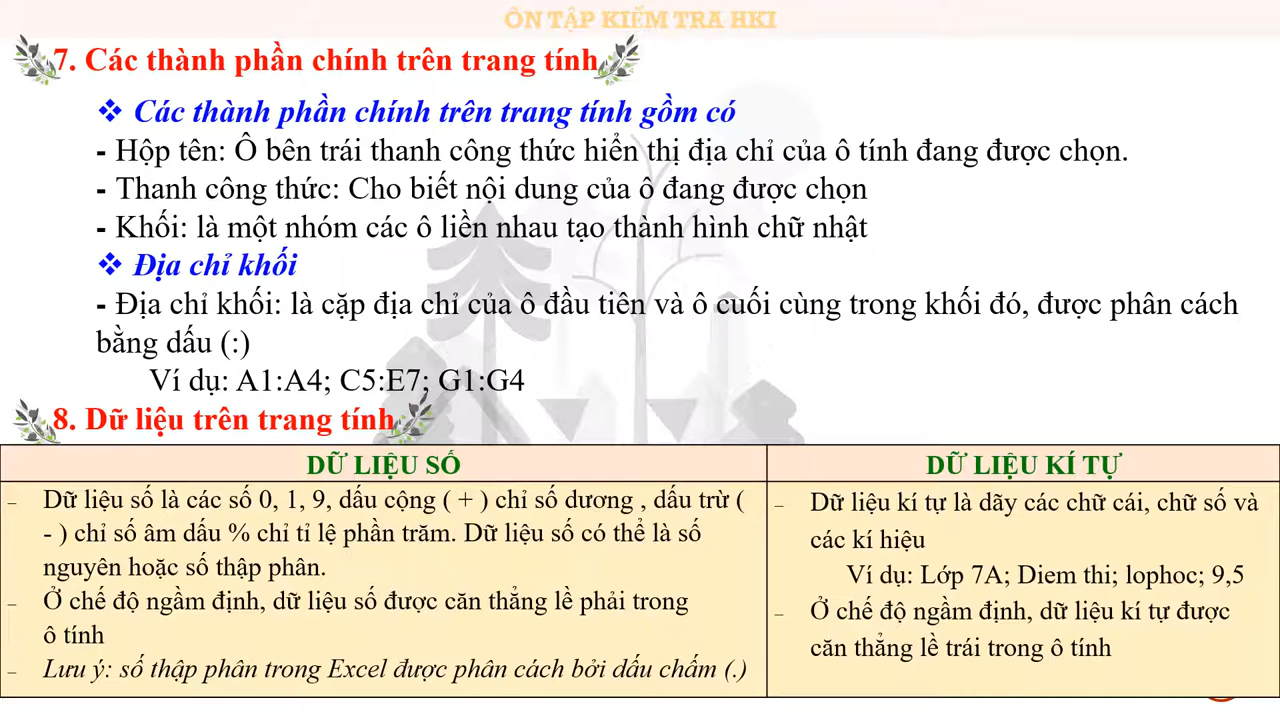 ÔN TẬP KIỂM TRA HKI
7. Các thành phần chính trên trang tính
❖ Các thành phần chính trên trang tính gồm có
- Hộp tên: Ô bên trái thanh công thức hiển thị địa chỉ của ô tính đang được chọn.
- Thanh công thức: Cho biết nội dung của ô đang được chọn
- Khối: là một nhóm các ô liền nhau tạo thành hình chữ nhật
❖ Địa chỉ khối
- Địa chỉ khối: là cặp địa chỉ của ô đầu tiên và ô cuối cùng trong khối đó, được phân cách
bằng dấu (:)
Ví dụ: A1:A4; C5:E7; G1:G4
8. Dữ liệu trên trang tính
DỮ LIỆU SỐ
– Dữ liệu số là các số 0, 1, 9, dấu cộng ( + ) chỉ số dương , dấu trừ (
- ) chỉ số âm dấu % chỉ tỉ lệ phần trăm. Dữ liệu số có thể là số
nguyên hoặc số thập phân.
– Ở chế độ ngầm định, dữ liệu số được căn thẳng lề phải trong
ô tính
– Lưu ý: số thập phân trong Excel được phân cách bởi dấu chấm (.)
DỮ LIỆU KÍ TỰ
– Dữ liệu kí tự là dãy các chữ cái, chữ số và
các kí hiệu
Ví dụ: Lớp 7A; Diem thi; lophoc; 9,5
– Ở chế độ ngầm định, dữ liệu kí tự được
căn thẳng lề trái trong ô tính